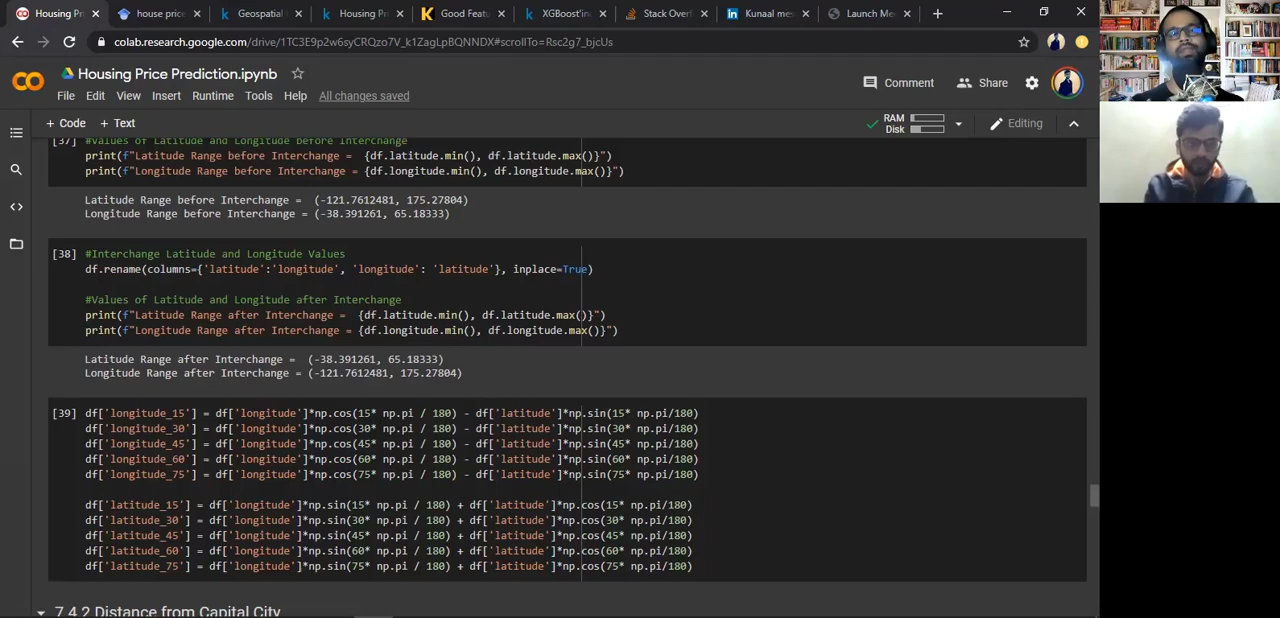 Housing Pr
house price
Geospatial
Housing Pr
Good Featu
XGBoost'in
Stack Overf
Kunaal me
Launch Me
colab.research.google.com/drive/1TC3E9p2w6syCRQzo7V_k1ZagLpBQNNDX#scrollTo=Rsc2g7_bjcUs
Housing Price Prediction.ipynb
Comment
Share
File Edit View Insert Runtime Tools Help All changes saved
+ Code + Text
RAM
Disk
Editing
[37] #Values of Latitude and Longitude before Interchange
print(f"Latitude Range before Interchange =  {df.latitude.min(), df.latitude.max()}")
print(f"Longitude Range before Interchange = {df.longitude.min(), df.longitude.max()}")
Latitude Range before Interchange =  (-121.7612481, 175.27804)
Longitude Range before Interchange = (-38.391261, 65.18333)
[38] #Interchange Latitude and Longitude Values
df.rename(columns={'latitude':'longitude', 'longitude': 'latitude'}, inplace=True)
#Values of Latitude and Longitude after Interchange
print(f"Latitude Range after Interchange =  {df.latitude.min(), df.latitude.max()}")
print(f"Longitude Range after Interchange = {df.longitude.min(), df.longitude.max()}")
Latitude Range after Interchange =  (-38.391261, 65.18333)
Longitude Range after Interchange = (-121.7612481, 175.27804)
[39] df['longitude_15'] = df['longitude']*np.cos(15* np.pi / 180) - df['latitude']*np.sin(15* np.pi/180)
df['longitude_30'] = df['longitude']*np.cos(30* np.pi / 180) - df['latitude']*np.sin(30* np.pi/180)
df['longitude_45'] = df['longitude']*np.cos(45* np.pi / 180) - df['latitude']*np.sin(45* np.pi/180)
df['longitude_60'] = df['longitude']*np.cos(60* np.pi / 180) - df['latitude']*np.sin(60* np.pi/180)
df['longitude_75'] = df['longitude']*np.cos(75* np.pi / 180) - df['latitude']*np.sin(75* np.pi/180)
df['latitude_15'] = df['longitude']*np.sin(15* np.pi / 180) + df['latitude']*np.cos(15* np.pi/180)
df['latitude_30'] = df['longitude']*np.sin(30* np.pi / 180) + df['latitude']*np.cos(30* np.pi/180)
df['latitude_45'] = df['longitude']*np.sin(45* np.pi / 180) + df['latitude']*np.cos(45* np.pi/180)
df['latitude_60'] = df['longitude']*np.sin(60* np.pi / 180) + df['latitude']*np.cos(60* np.pi/180)
df['latitude_75'] = df['longitude']*np.sin(75* np.pi / 180) + df['latitude']*np.cos(75* np.pi/180)
7.4.2 Distance from Capital City